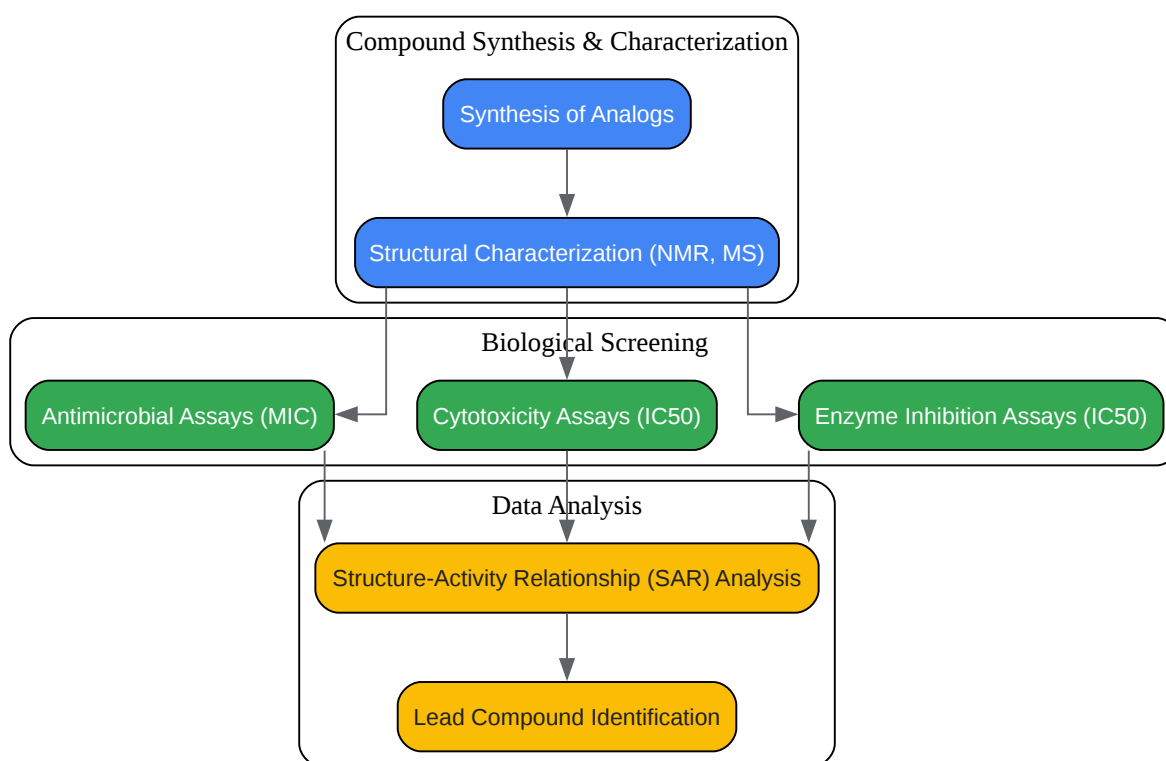 Compound Synthesis & Characterization
Synthesis of Analogs
Structural Characterization (NMR, MS)
Biological Screening
Antimicrobial Assays (MIC)
Cytotoxicity Assays (IC50)
Enzyme Inhibition Assays (IC50)
Data Analysis
Structure-Activity Relationship (SAR) Analysis
Lead Compound Identification